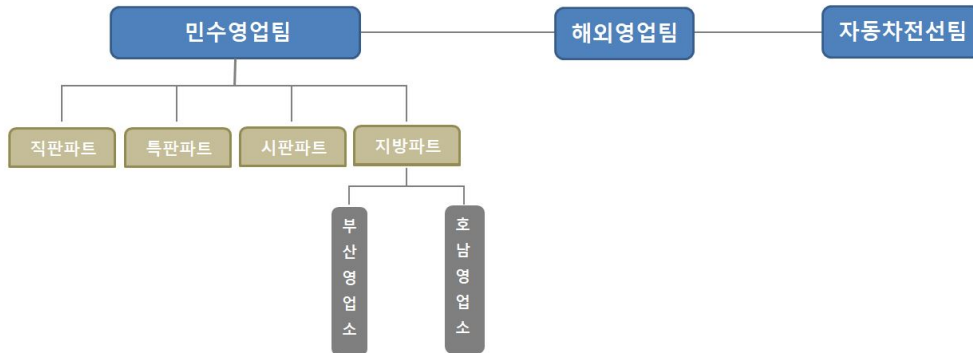 민수영업팀
해외영업팀
자동차전선팀
직판파트
특판파트
시판파트
지방파트
부산영업소
호남영업소